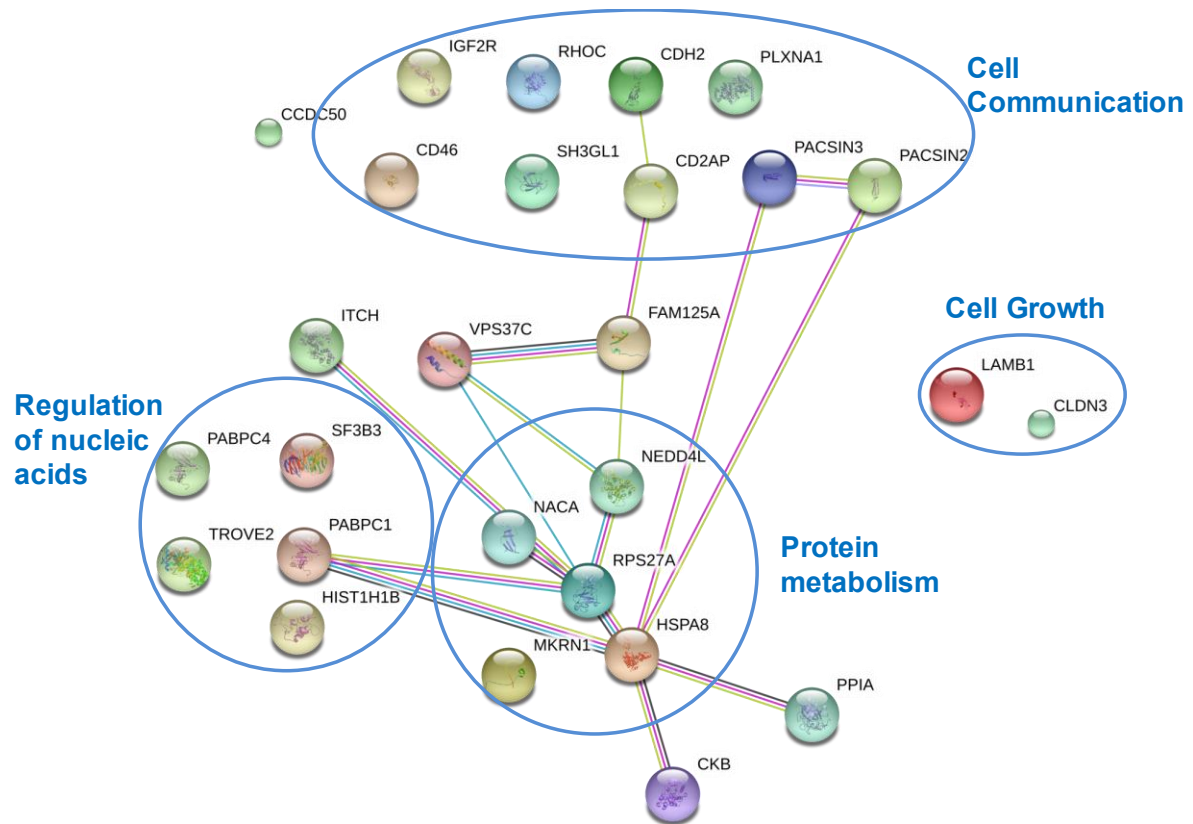 IGF2R
RHOC
CDH2
PLXNA1
Cell
Communication
CCDC50
CD46
SH3GL1
CD2AP
PACSIN3
PACSIN2
ITCH
VPS37C
FAM125A
Cell Growth
LAMB1
CLDN3
Regulation
of nucleic
acids
PABPC4
SF3B3
NEDD4L
NACA
TROVE2
PABPC1
RPS27A
Protein
metabolism
HIST1H1B
HSPA8
MKRN1
PPIA
CKB